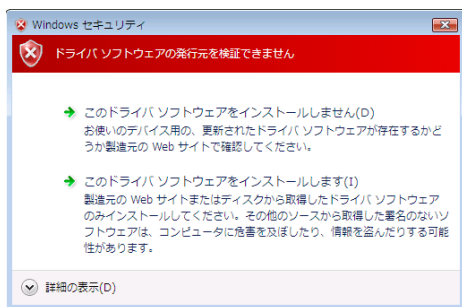 Windows セキュリティ
ドライバ ソフトウェアの発行元を検証できません
このドライバ ソフトウェアをインストールしません(D)
お使いのデバイス用の、更新されたドライバ ソフトウェアが存在するかど
うか製造元の Web サイトで確認してください。
このドライバ ソフトウェアをインストールします(I)
製造元の Web サイトまたはディスクから取得したドライバ ソフトウェア
のみインストールしてください。その他のソースから取得した署名のないソ
フトウェアは、コンピュータに危害を及ぼしたり、情報を盗んだりする可能
性があります。
詳細の表示(D)